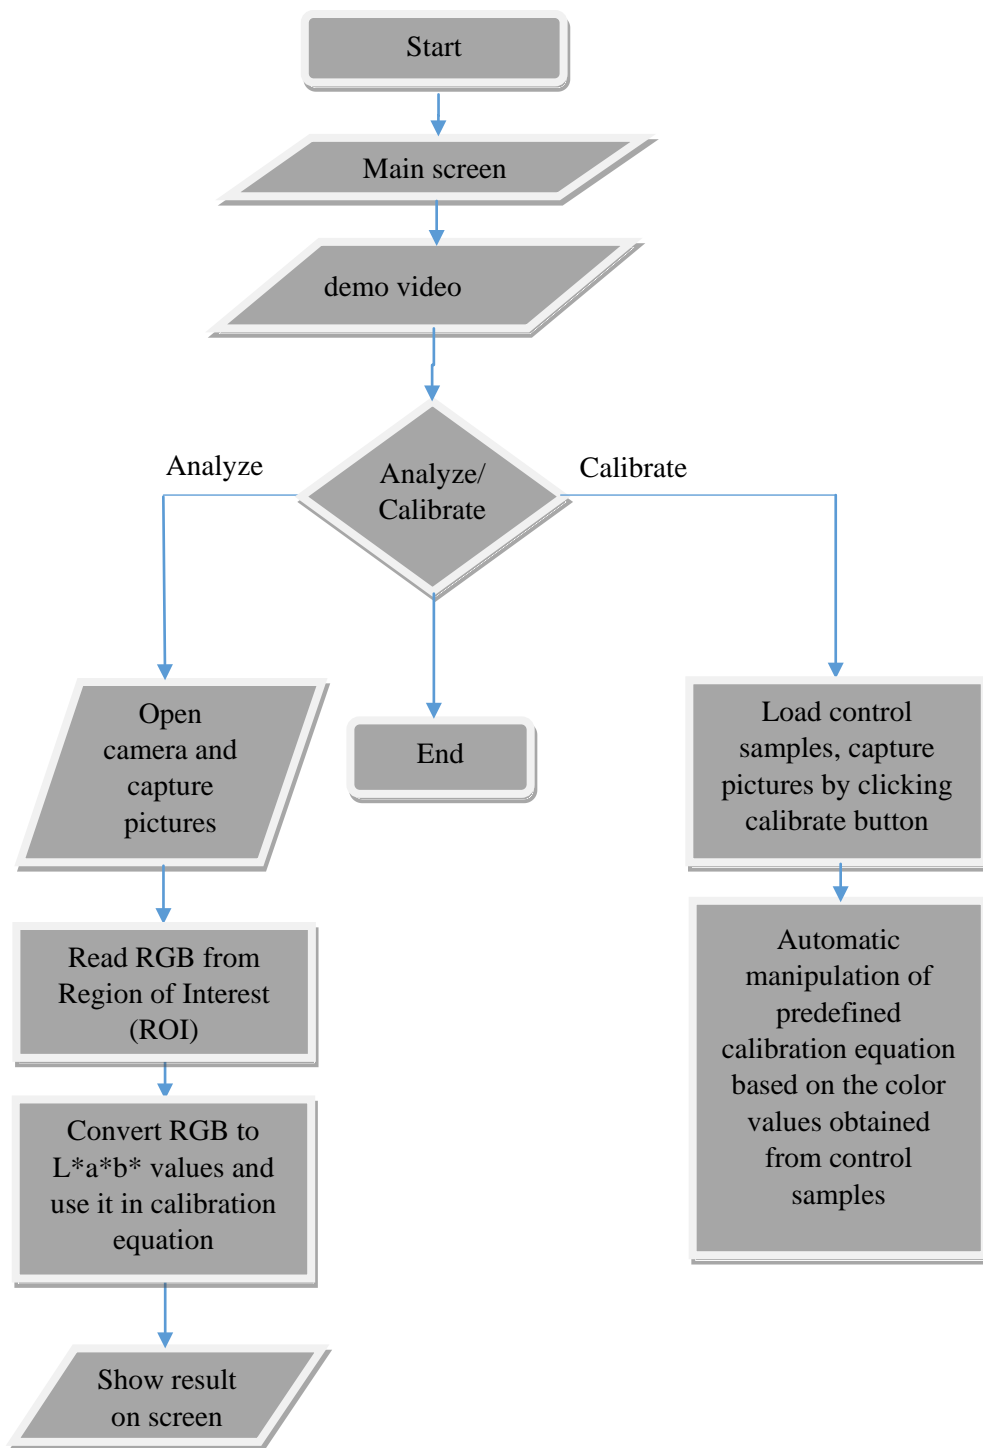 Start
Main screen
demo video
Analyze
Analyze/
Calibrate
Calibrate
Open
camera and
capture
pictures
End
Load control
samples, capture
pictures by clicking
calibrate button
Read RGB from
Region of Interest
(ROI)
Automatic
manipulation of
predefined
calibration equation
based on the color
values obtained
from control
samples
Convert RGB to
L*a*b* values and
use it in calibration
equation
Show result
on screen